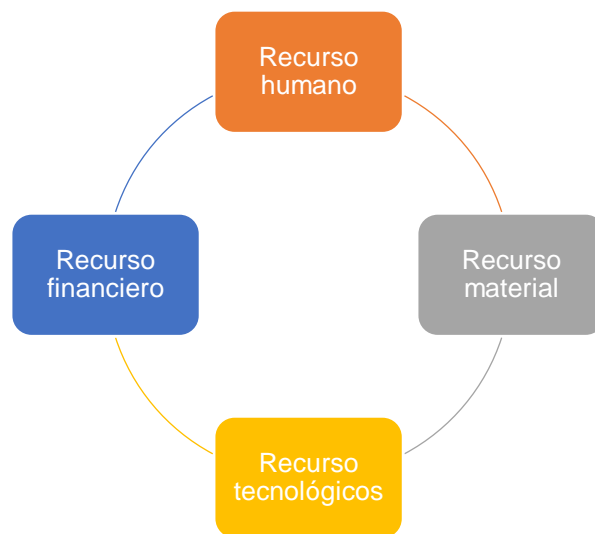 Recurso
humano
Recurso
financiero
Recurso
material
Recurso
tecnológicos